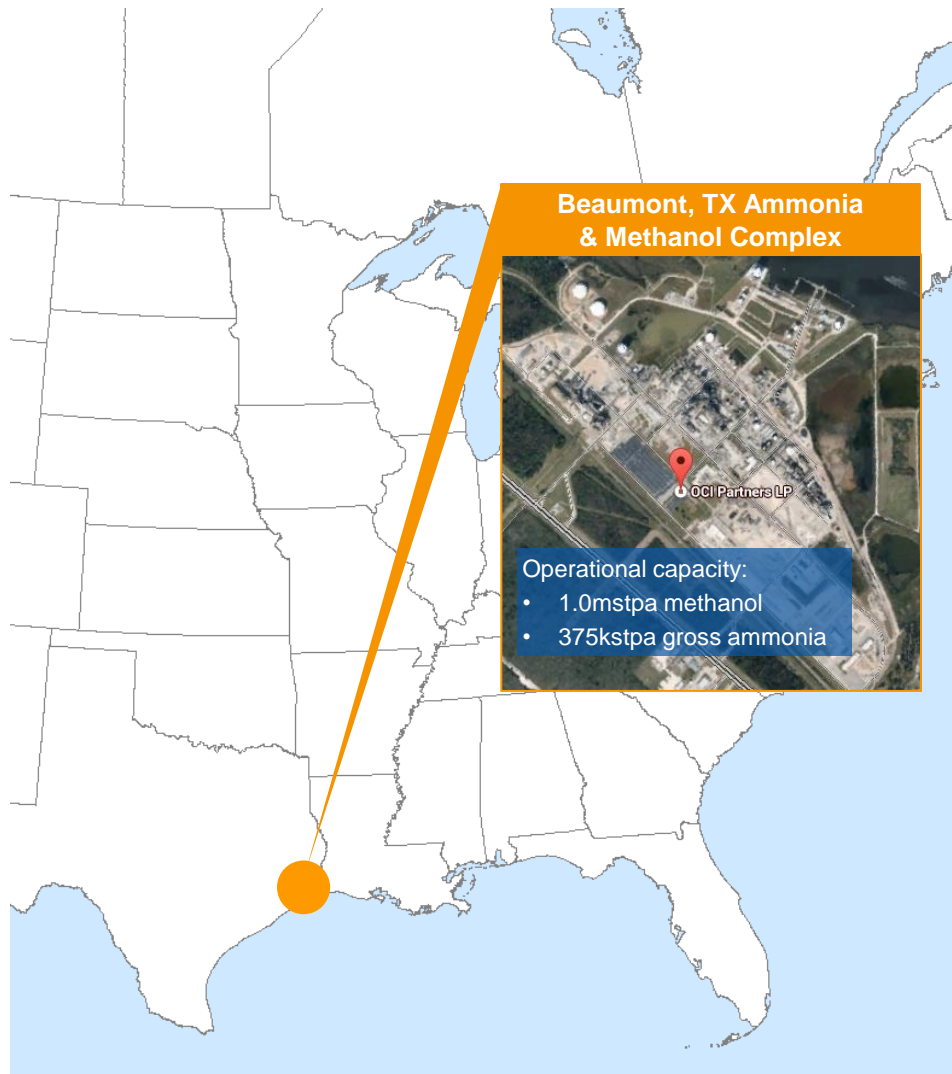 Beaumont, TX Ammonia
& Methanol Complex
OCI Partners LP
Operational capacity:
• 1.0mstpa methanol
• 375kstpa gross ammonia